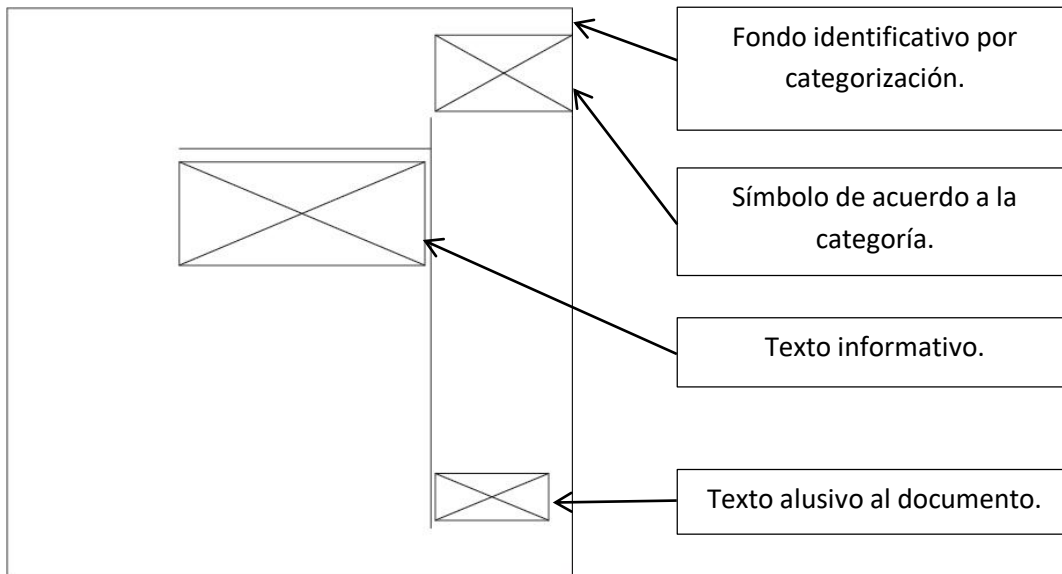 Fondo identificativo por
categorización.
Símbolo de acuerdo a la
categoría.
Texto informativo.
Texto alusivo al documento.